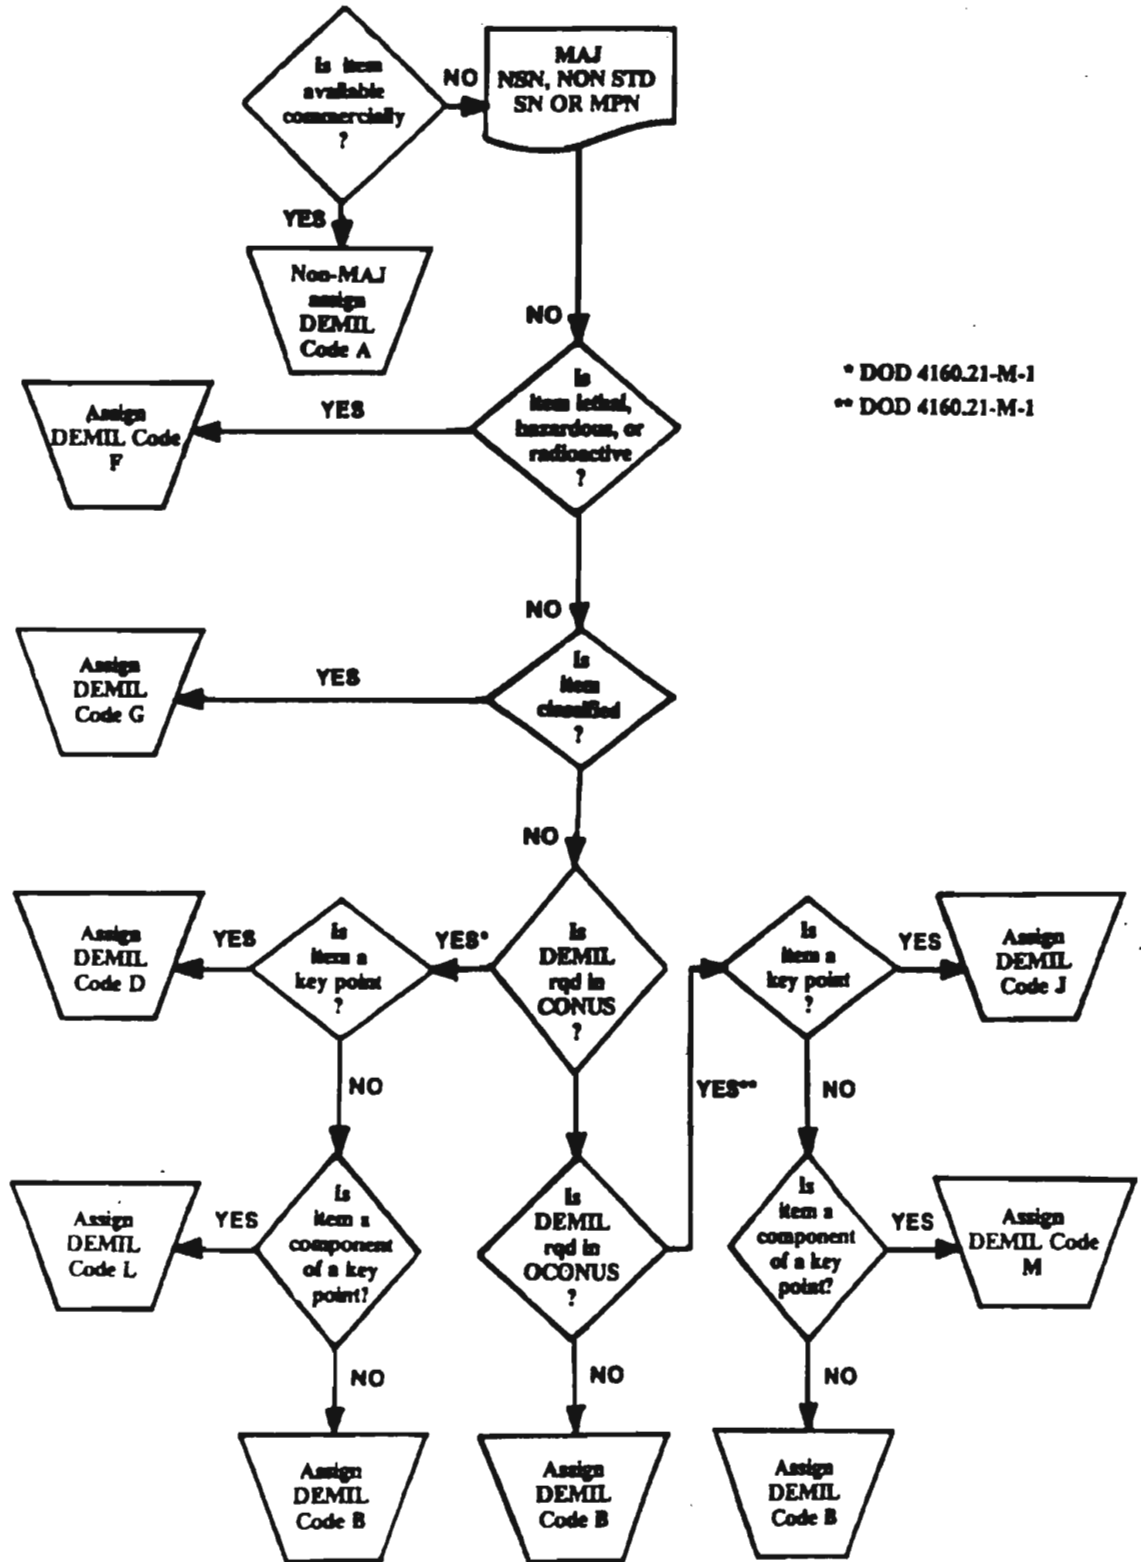 Is item
available
commercially
?
NO
MAJ
NSN, NON STD
SN OR MPN
YES
Non-MAJ
assign
DEMIL
Code A
NO
* DOD 4160.21-M-1
** DOD 4160.21-M-1
Is
item lethal,
hazardous, or
radioactive
?
YES
Assign
DEMIL Code
F
NO
Is
item
classified
?
YES
Assign
DEMIL
Code G
NO
Is
DEMIL
rqd in
CONUS
?
YES*
Is
item a
key point
?
YES
Assign
DEMIL
Code D
Is
item a
key point
?
YES
Assign
DEMIL
Code J
NO
YES**
NO
Is
item a
component
of a key
point?
YES
Assign
DEMIL
Code L
Is
DEMIL
rqd in
OCONUS
?
Is
item a
component
of a key
point?
YES
Assign
DEMIL Code
M
NO
NO
NO
Assign
DEMIL
Code B
Assign
DEMIL
Code B
Assign
DEMIL
Code B